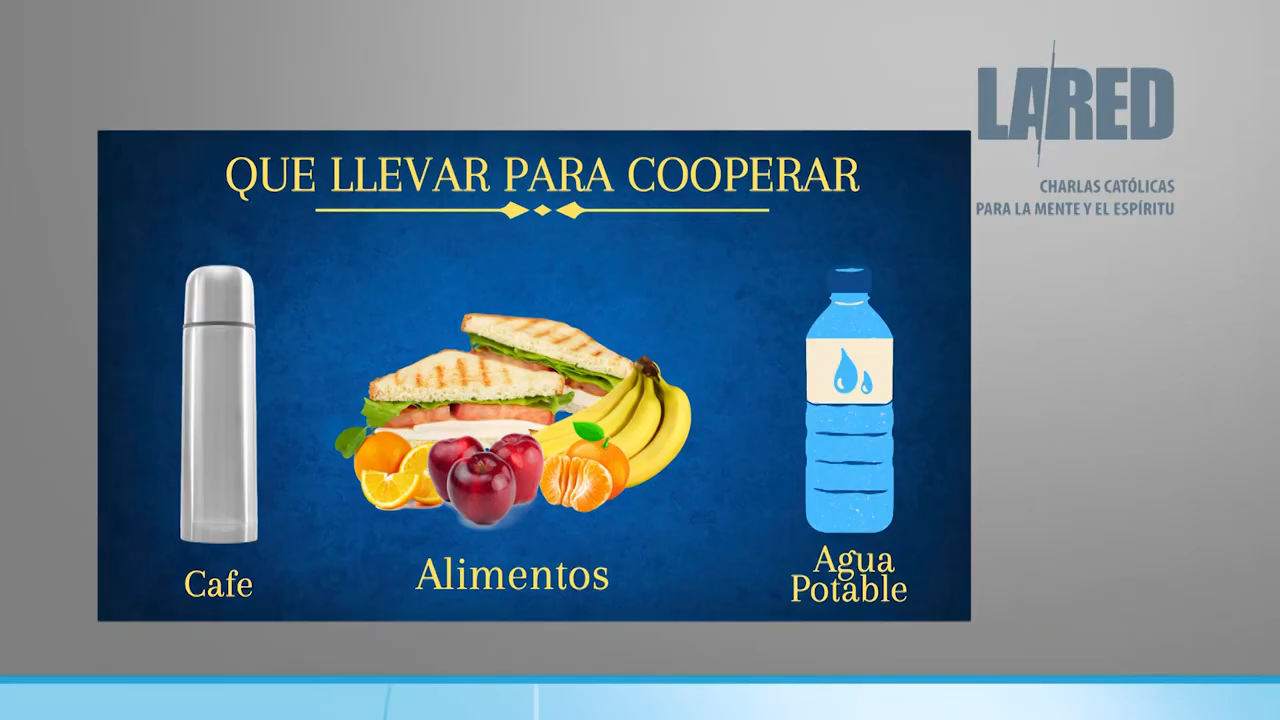 LARED
CHARLAS CATÓLICAS
PARA LA MENTE Y EL ESPÍRITU
QUE LLEVAR PARA COOPERAR
Cafe
Alimentos
Agua
Potable